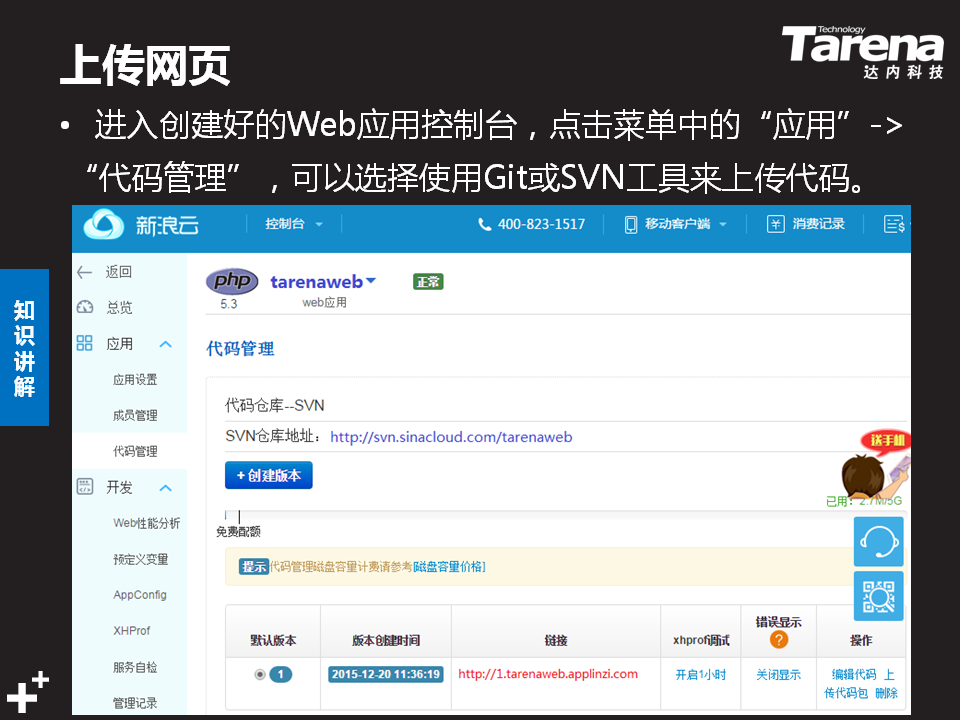 上传网页
Technology
Tarena
达内科技
• 进入创建好的Web应用控制台，点击菜单中的“应用”->
“代码管理”，可以选择使用Git或SVN工具来上传代码。
知识讲解
新浪云 控制台 400-823-1517 移动客户端 消费记录
返回
总览
应用
应用设置
成员管理
代码管理
开发
Web性能分析
预定义变量
AppConfig
XHProf
服务自检
管理记录
php tarenaweb 正常
5.3 web应用
代码管理
代码仓库--SVN
SVN仓库地址： http://svn.sinacloud.com/tarenaweb
+ 创建版本
送手机
已用： 2.7M/5G
免费配额
提示 代码管理磁盘容量计费请参考[磁盘容量价格]
默认版本 版本创建时间 链接 xhprof调试 错误显示 ? 操作
1 2015-12-20 11:36:19 http://1.tarenaweb.applinzi.com 开启1小时 关闭显示 编辑代码 上
传代码包 删除